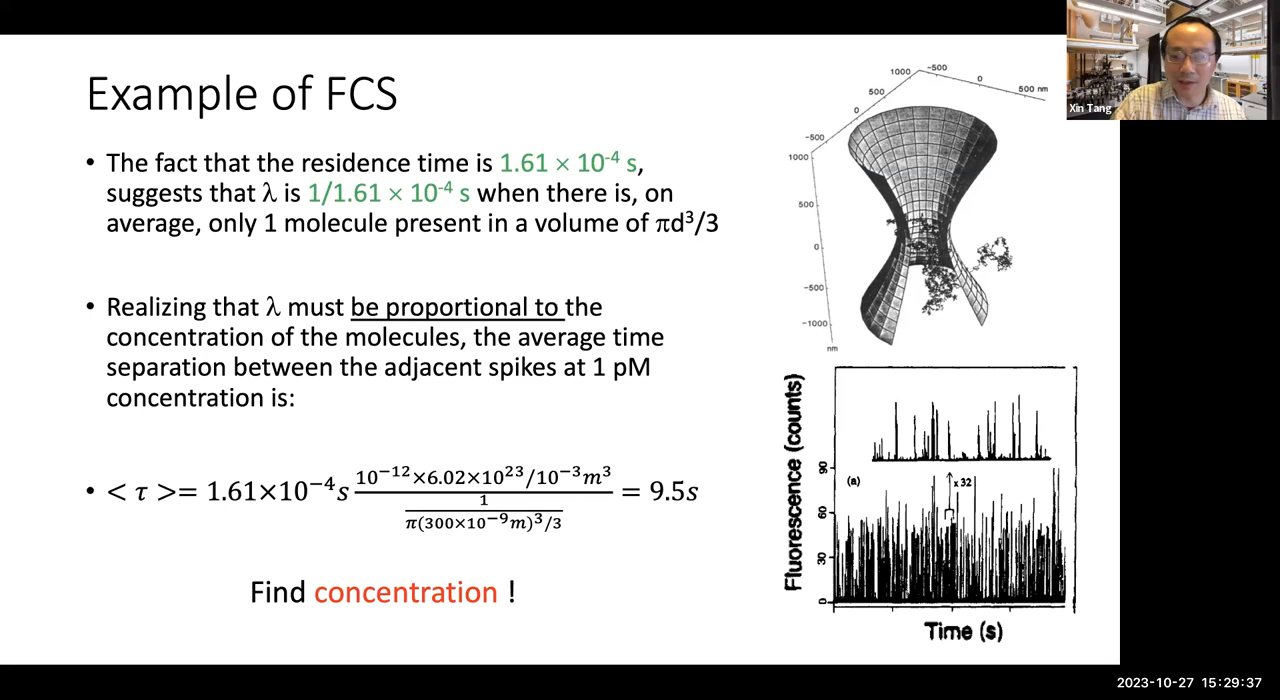 Xin Tang
Example of FCS
• The fact that the residence time is 1.61 × 10⁻⁴ s,
suggests that λ is 1/1.61 × 10⁻⁴ s when there is, on
average, only 1 molecule present in a volume of πd³/3
• Realizing that λ must be proportional to the
concentration of the molecules, the average time
separation between the adjacent spikes at 1 pM
concentration is:
• < τ >= 1.61×10⁻⁴s (10⁻¹²×6.02×10²³/10⁻³m³)/(1/(π(300×10⁻⁹m)³/3)) = 9.5s
Find concentration !
1000
-500
0
500 nm
500
0
-500
1000
500
0
-500
-1000
nm
Fluorescence (counts)
90
60
30
0
(a)
x 32
Time (s)
2023-10-27 15:29:37